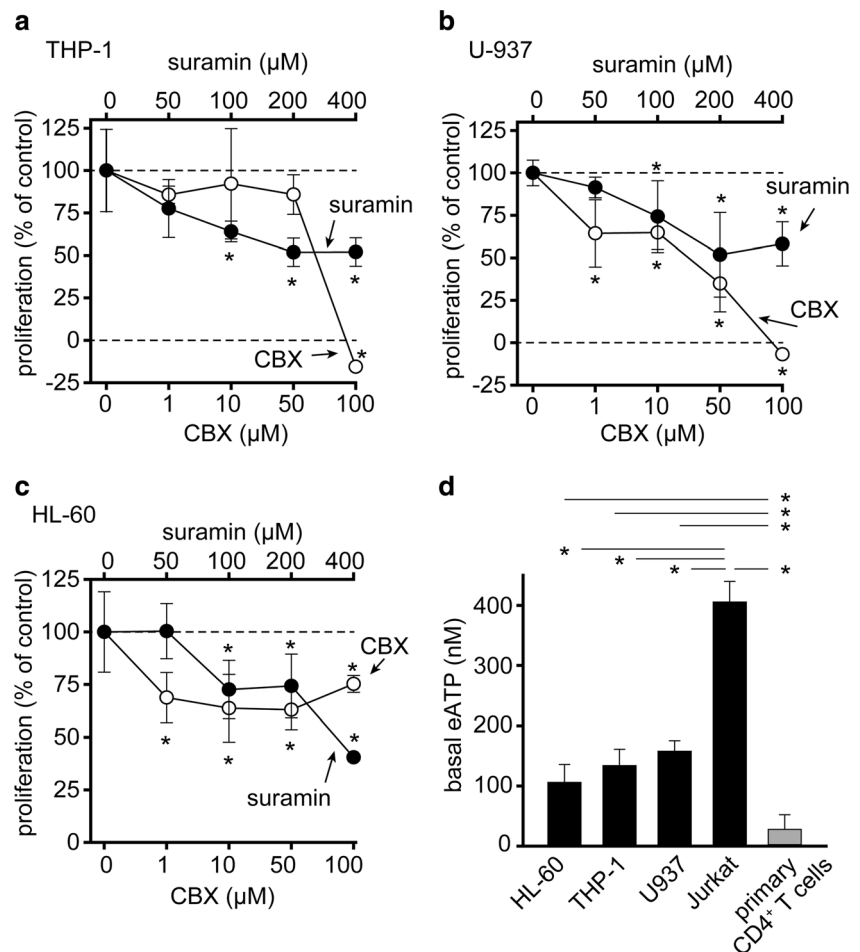 a
THP-1
suramin (µM)
0 50 100 200 400
125
100
75
50
25
0
-25
proliferation (% of control)
suramin
*
*
*
CBX
*
0 1 10 50 100
CBX (µM)
b
U-937
suramin (µM)
0 50 100 200 400
125
100
75
50
25
0
-25
proliferation (% of control)
*
*
*
suramin
*
*
*
*
CBX
0 1 10 50 100
CBX (µM)
c
HL-60
suramin (µM)
0 50 100 200 400
125
100
75
50
25
0
proliferation (% of control)
CBX
* * *
* * * *
*
suramin
0 1 10 50 100
CBX (µM)
d
*
*
*
*
*
* *
400
300
200
100
0
basal eATP (nM)
HL-60
THP-1
U937
Jurkat
primary
CD4⁺ T cells